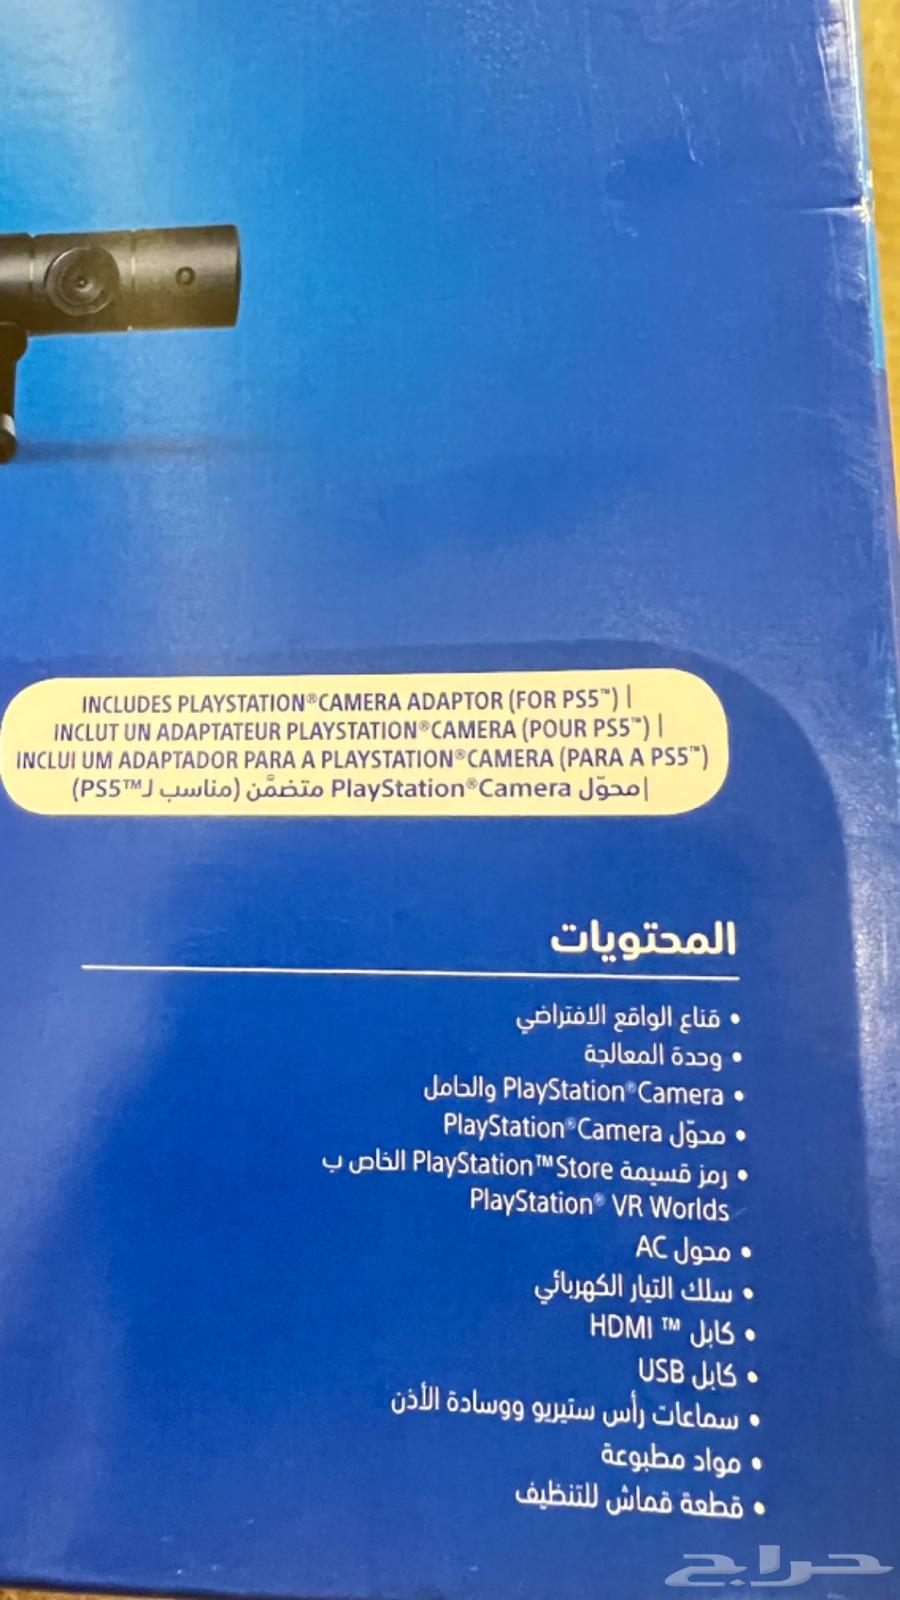 INCLUDES PLAYSTATION®CAMERA ADAPTOR (FOR PS5™) |
INCLUT UN ADAPTATEUR PLAYSTATION®CAMERA (POUR PS5™) |
INCLUI UM ADAPTADOR PARA A PLAYSTATION®CAMERA (PARA A PS5™)
|محوّل PlayStation®Camera متضمَّن (مناسب لـPS5™)
المحتويات
• قناع الواقع الافتراضي
• وحدة المعالجة
• PlayStation®Camera والحامل
• محوّل PlayStation®Camera
• رمز قسيمة PlayStation™Store الخاص ب
PlayStation® VR Worlds
• محول AC
• سلك التيار الكهربائي
• كابل HDMI ™
• كابل USB
• سماعات رأس ستيريو ووسادة الأذن
• مواد مطبوعة
• قطعة قماش للتنظيف
حراج